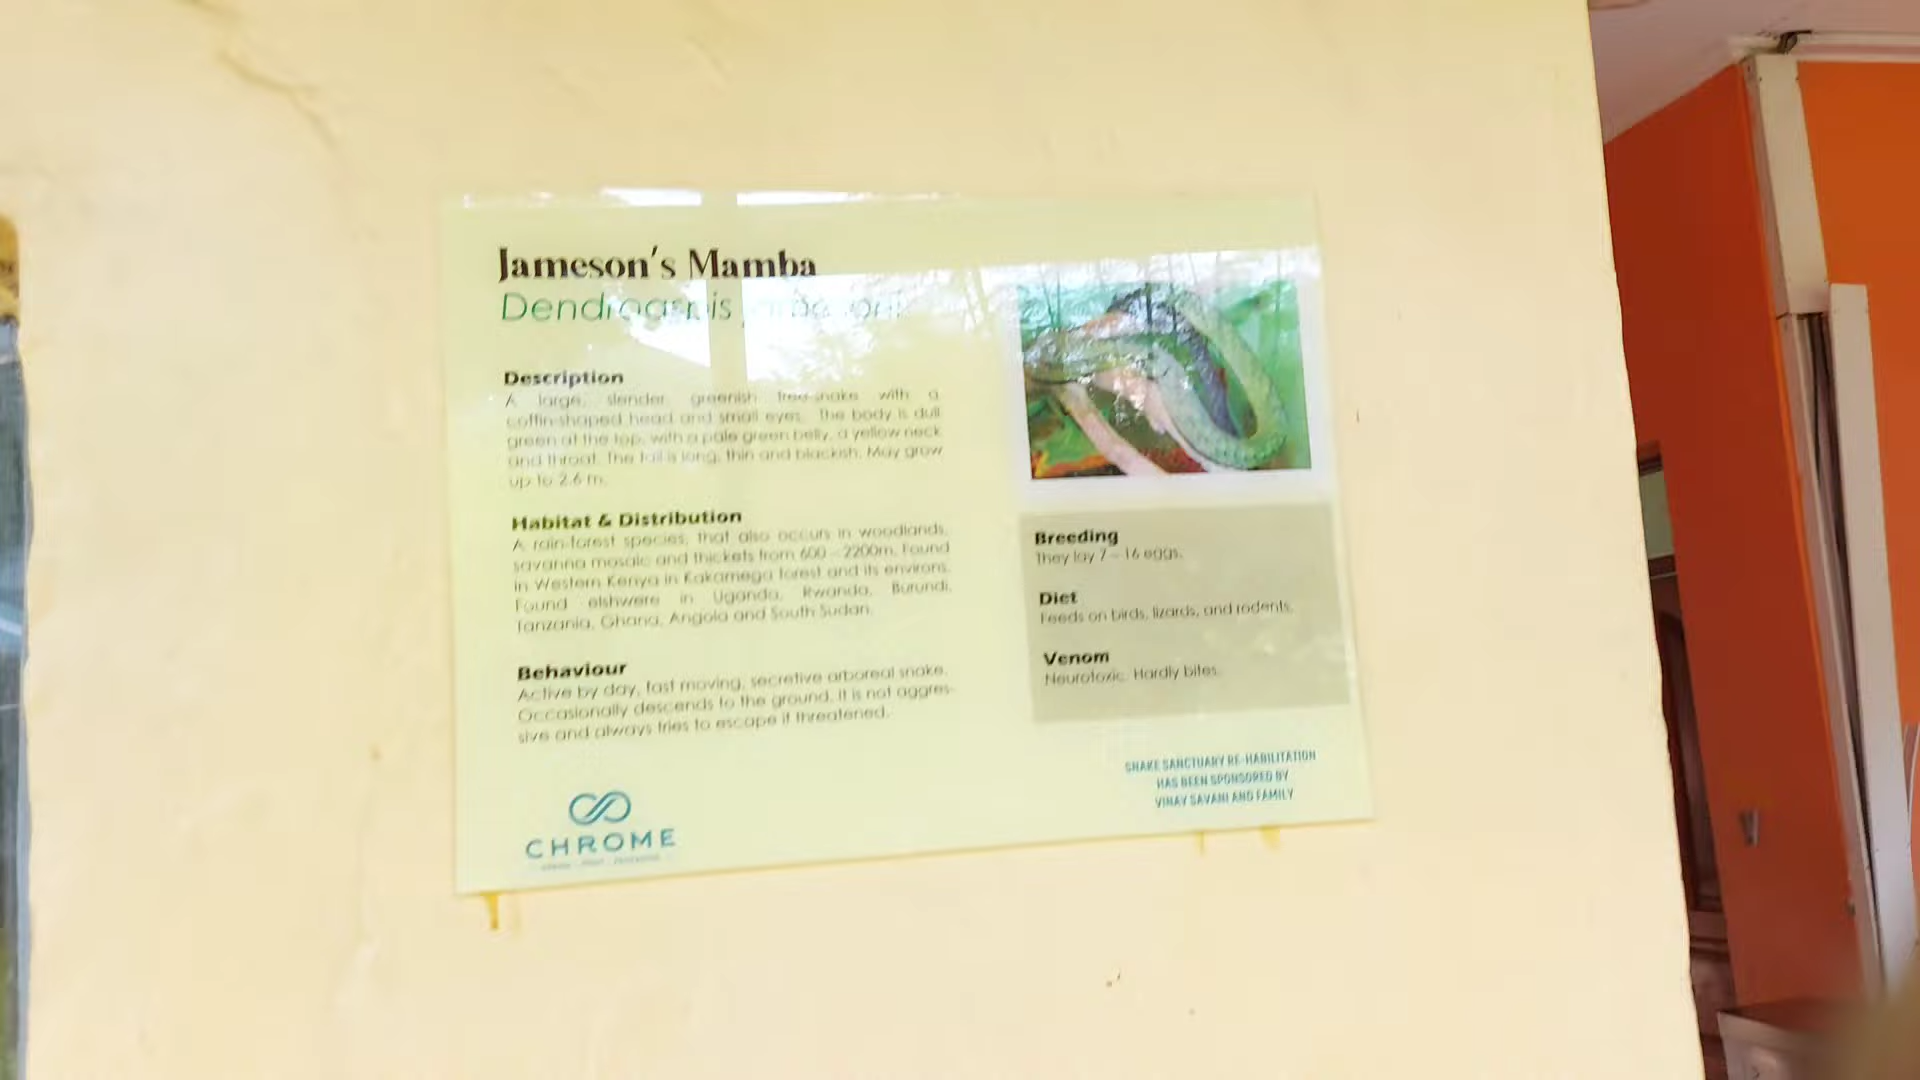 Jameson's Mamba
Dendroaspis
Description
A large, slender, greenish tree-snake with a
coffin-shaped head and small eyes. The body is dull
green at the top, with a pale green belly, a yellow neck
and throat. The tail is long, thin and blackish. May grow
up to 2.6 m.
Habitat & Distribution
A rain-forest species, that also occurs in woodlands,
savanna mosaic and thickets from 600 - 2200m. Found
in Western Kenya in Kakamega forest and its environs.
Found elshwere in Uganda, Rwanda, Burundi,
Tanzania, Ghana, Angola and South Sudan.
Behaviour
Active by day, fast moving, secretive arboreal snake.
Occasionally descends to the ground. It is not aggres-
sive and always tries to escape if threatened.
Breeding
They lay 7 – 16 eggs.
Diet
Feeds on birds, lizards, and rodents.
Venom
Neurotoxic. Hardly bites.
SNAKE SANCTUARY RE-HABILITATION
HAS BEEN SPONSORED BY
VINAY SAVANI AND FAMILY
CHROME